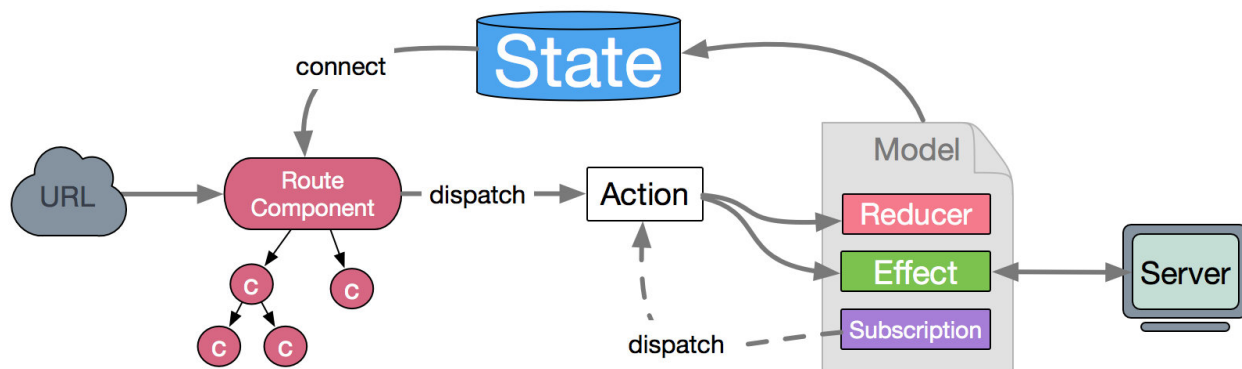 State
connect
Model
URL
Route
Component
dispatch
Action
Reducer
Effect
Server
Subscription
dispatch
C
C
C
C